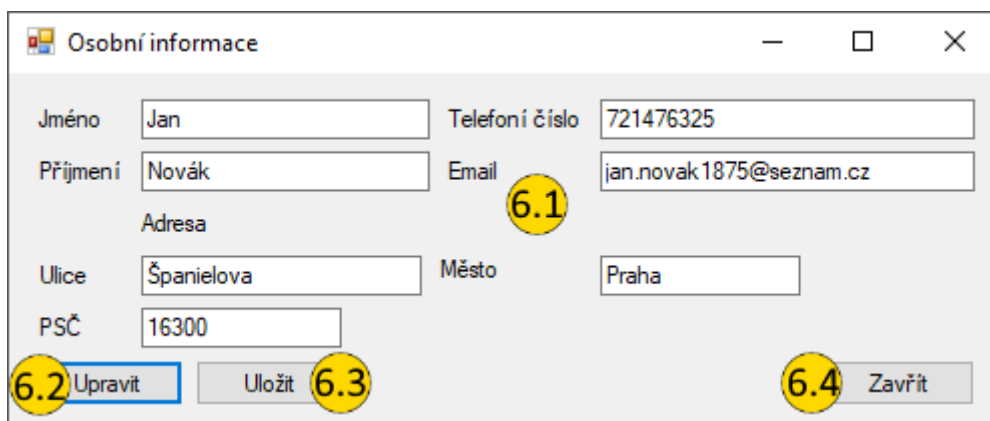 Osobní informace
Jméno Jan Telefoní číslo 721476325
Příjmení Novák Email jan.novak1875@seznam.cz
6.1
Adresa
Ulice Španielova Město Praha
PSČ 16300
6.2 Upravit Uložit 6.3 6.4 Zavřít